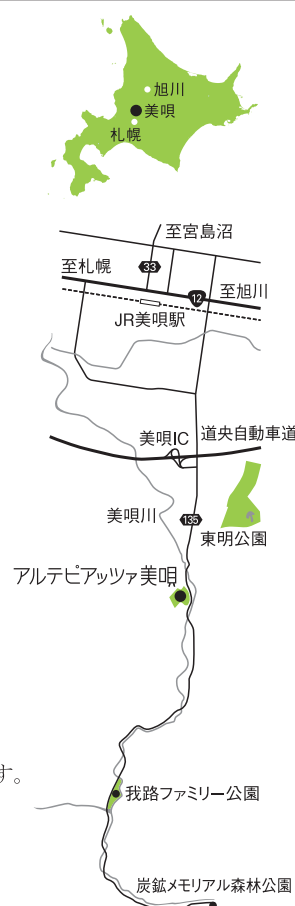 旭川
美唄
札幌
至宮島沼
至札幌
33
12
至旭川
JR美唄駅
美唄IC
道央自動車道
美唄川
135
東明公園
アルテピアッツァ美唄
す。
我路ファミリー公園
炭鉱メモリアル森林公園